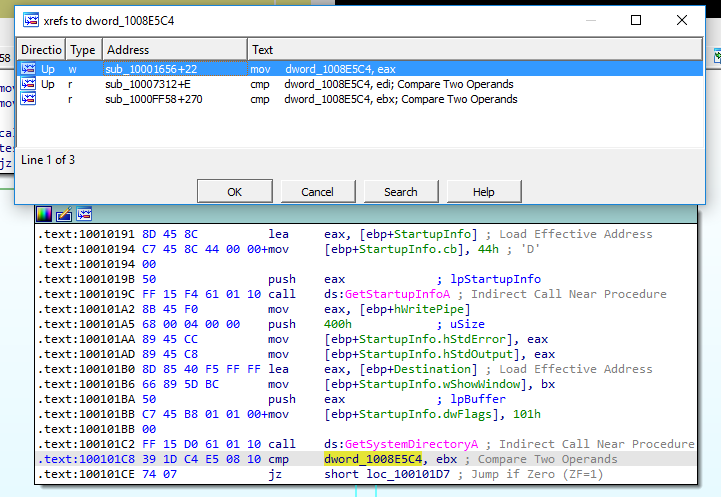 xrefs to dword_1008E5C4
Directio Type Address Text
Up w sub_10001656+22 mov dword_1008E5C4, eax
Up r sub_10007312+E cmp dword_1008E5C4, edi; Compare Two Operands
r sub_1000FF58+270 cmp dword_1008E5C4, ebx; Compare Two Operands
Line 1 of 3
OK Cancel Search Help
58
mov
mov
ca
tes
jz
.text:10010191 8D 45 8C lea eax, [ebp+StartupInfo] ; Load Effective Address
.text:10010194 C7 45 8C 44 00 00+mov [ebp+StartupInfo.cb], 44h ; 'D'
.text:10010194 00
.text:1001019B 50 push eax ; lpStartupInfo
.text:1001019C FF 15 F4 61 01 10 call ds:GetStartupInfoA ; Indirect Call Near Procedure
.text:100101A2 8B 45 F0 mov eax, [ebp+hWritePipe]
.text:100101A5 68 00 04 00 00 push 400h ; uSize
.text:100101AA 89 45 CC mov [ebp+StartupInfo.hStdError], eax
.text:100101AD 89 45 C8 mov [ebp+StartupInfo.hStdOutput], eax
.text:100101B0 8D 85 40 F5 FF FF lea eax, [ebp+Destination] ; Load Effective Address
.text:100101B6 66 89 5D BC mov [ebp+StartupInfo.wShowWindow], bx
.text:100101BA 50 push eax ; lpBuffer
.text:100101BB C7 45 B8 01 01 00+mov [ebp+StartupInfo.dwFlags], 101h
.text:100101BB 00
.text:100101C2 FF 15 D0 61 01 10 call ds:GetSystemDirectoryA ; Indirect Call Near Procedure
.text:100101C8 39 1D C4 E5 08 10 cmp dword_1008E5C4, ebx ; Compare Two Operands
.text:100101CE 74 07 jz short loc_100101D7 ; Jump if Zero (ZF=1)